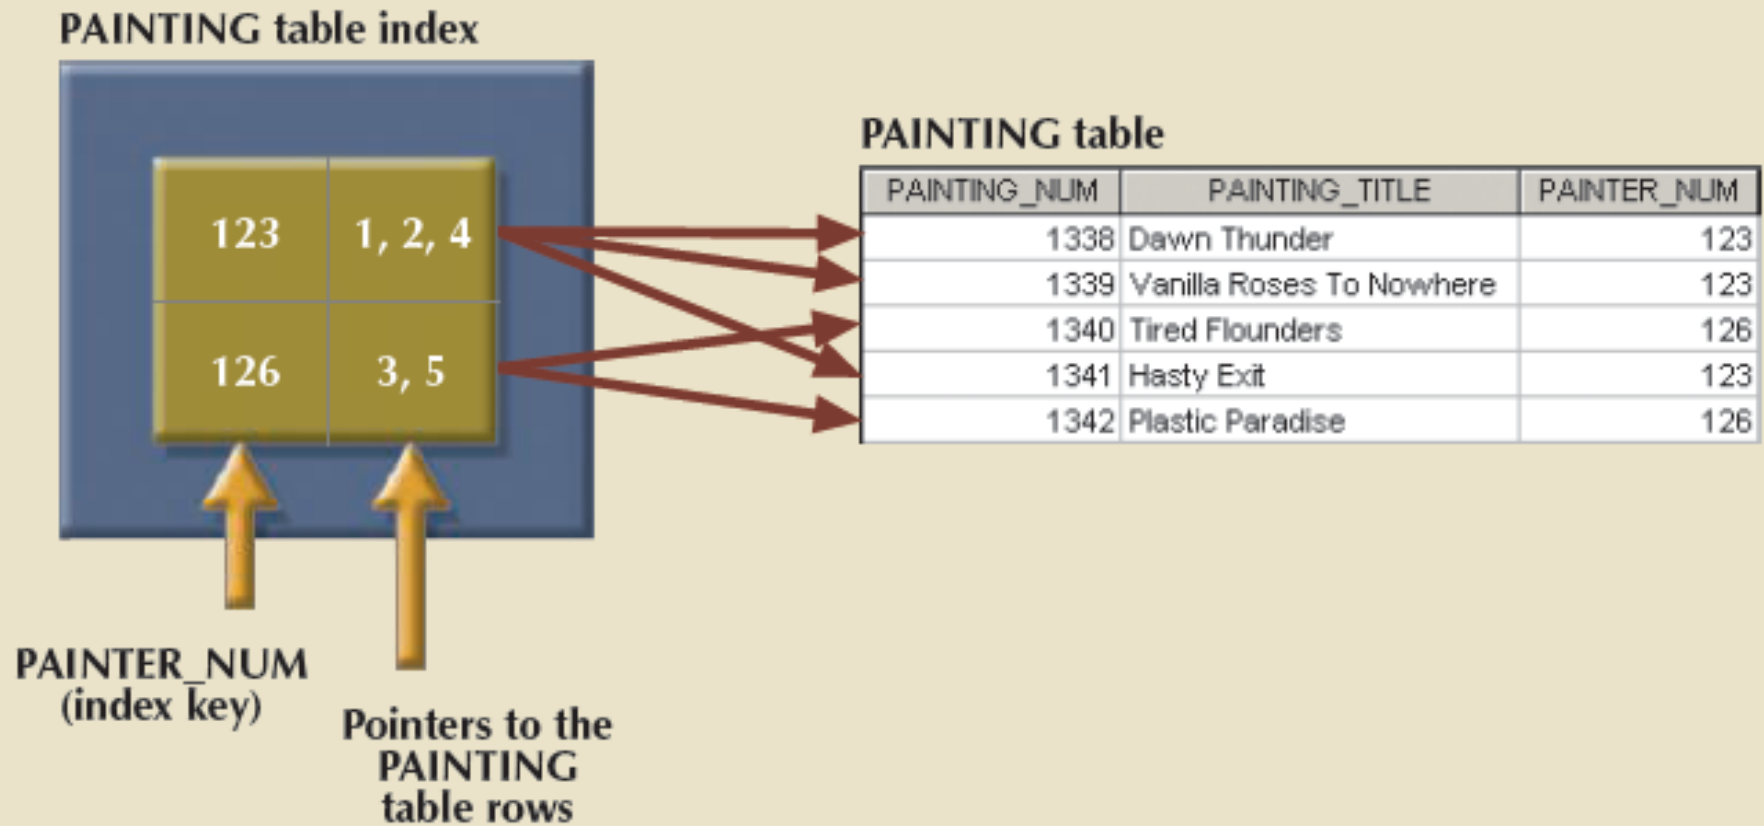 PAINTING table index
123 1, 2, 4
126 3, 5
PAINTER_NUM
(index key)
Pointers to the
PAINTING
table rows
PAINTING table
PAINTING_NUM PAINTING_TITLE PAINTER_NUM
1338 Dawn Thunder 123
1339 Vanilla Roses To Nowhere 123
1340 Tired Flounders 126
1341 Hasty Exit 123
1342 Plastic Paradise 126